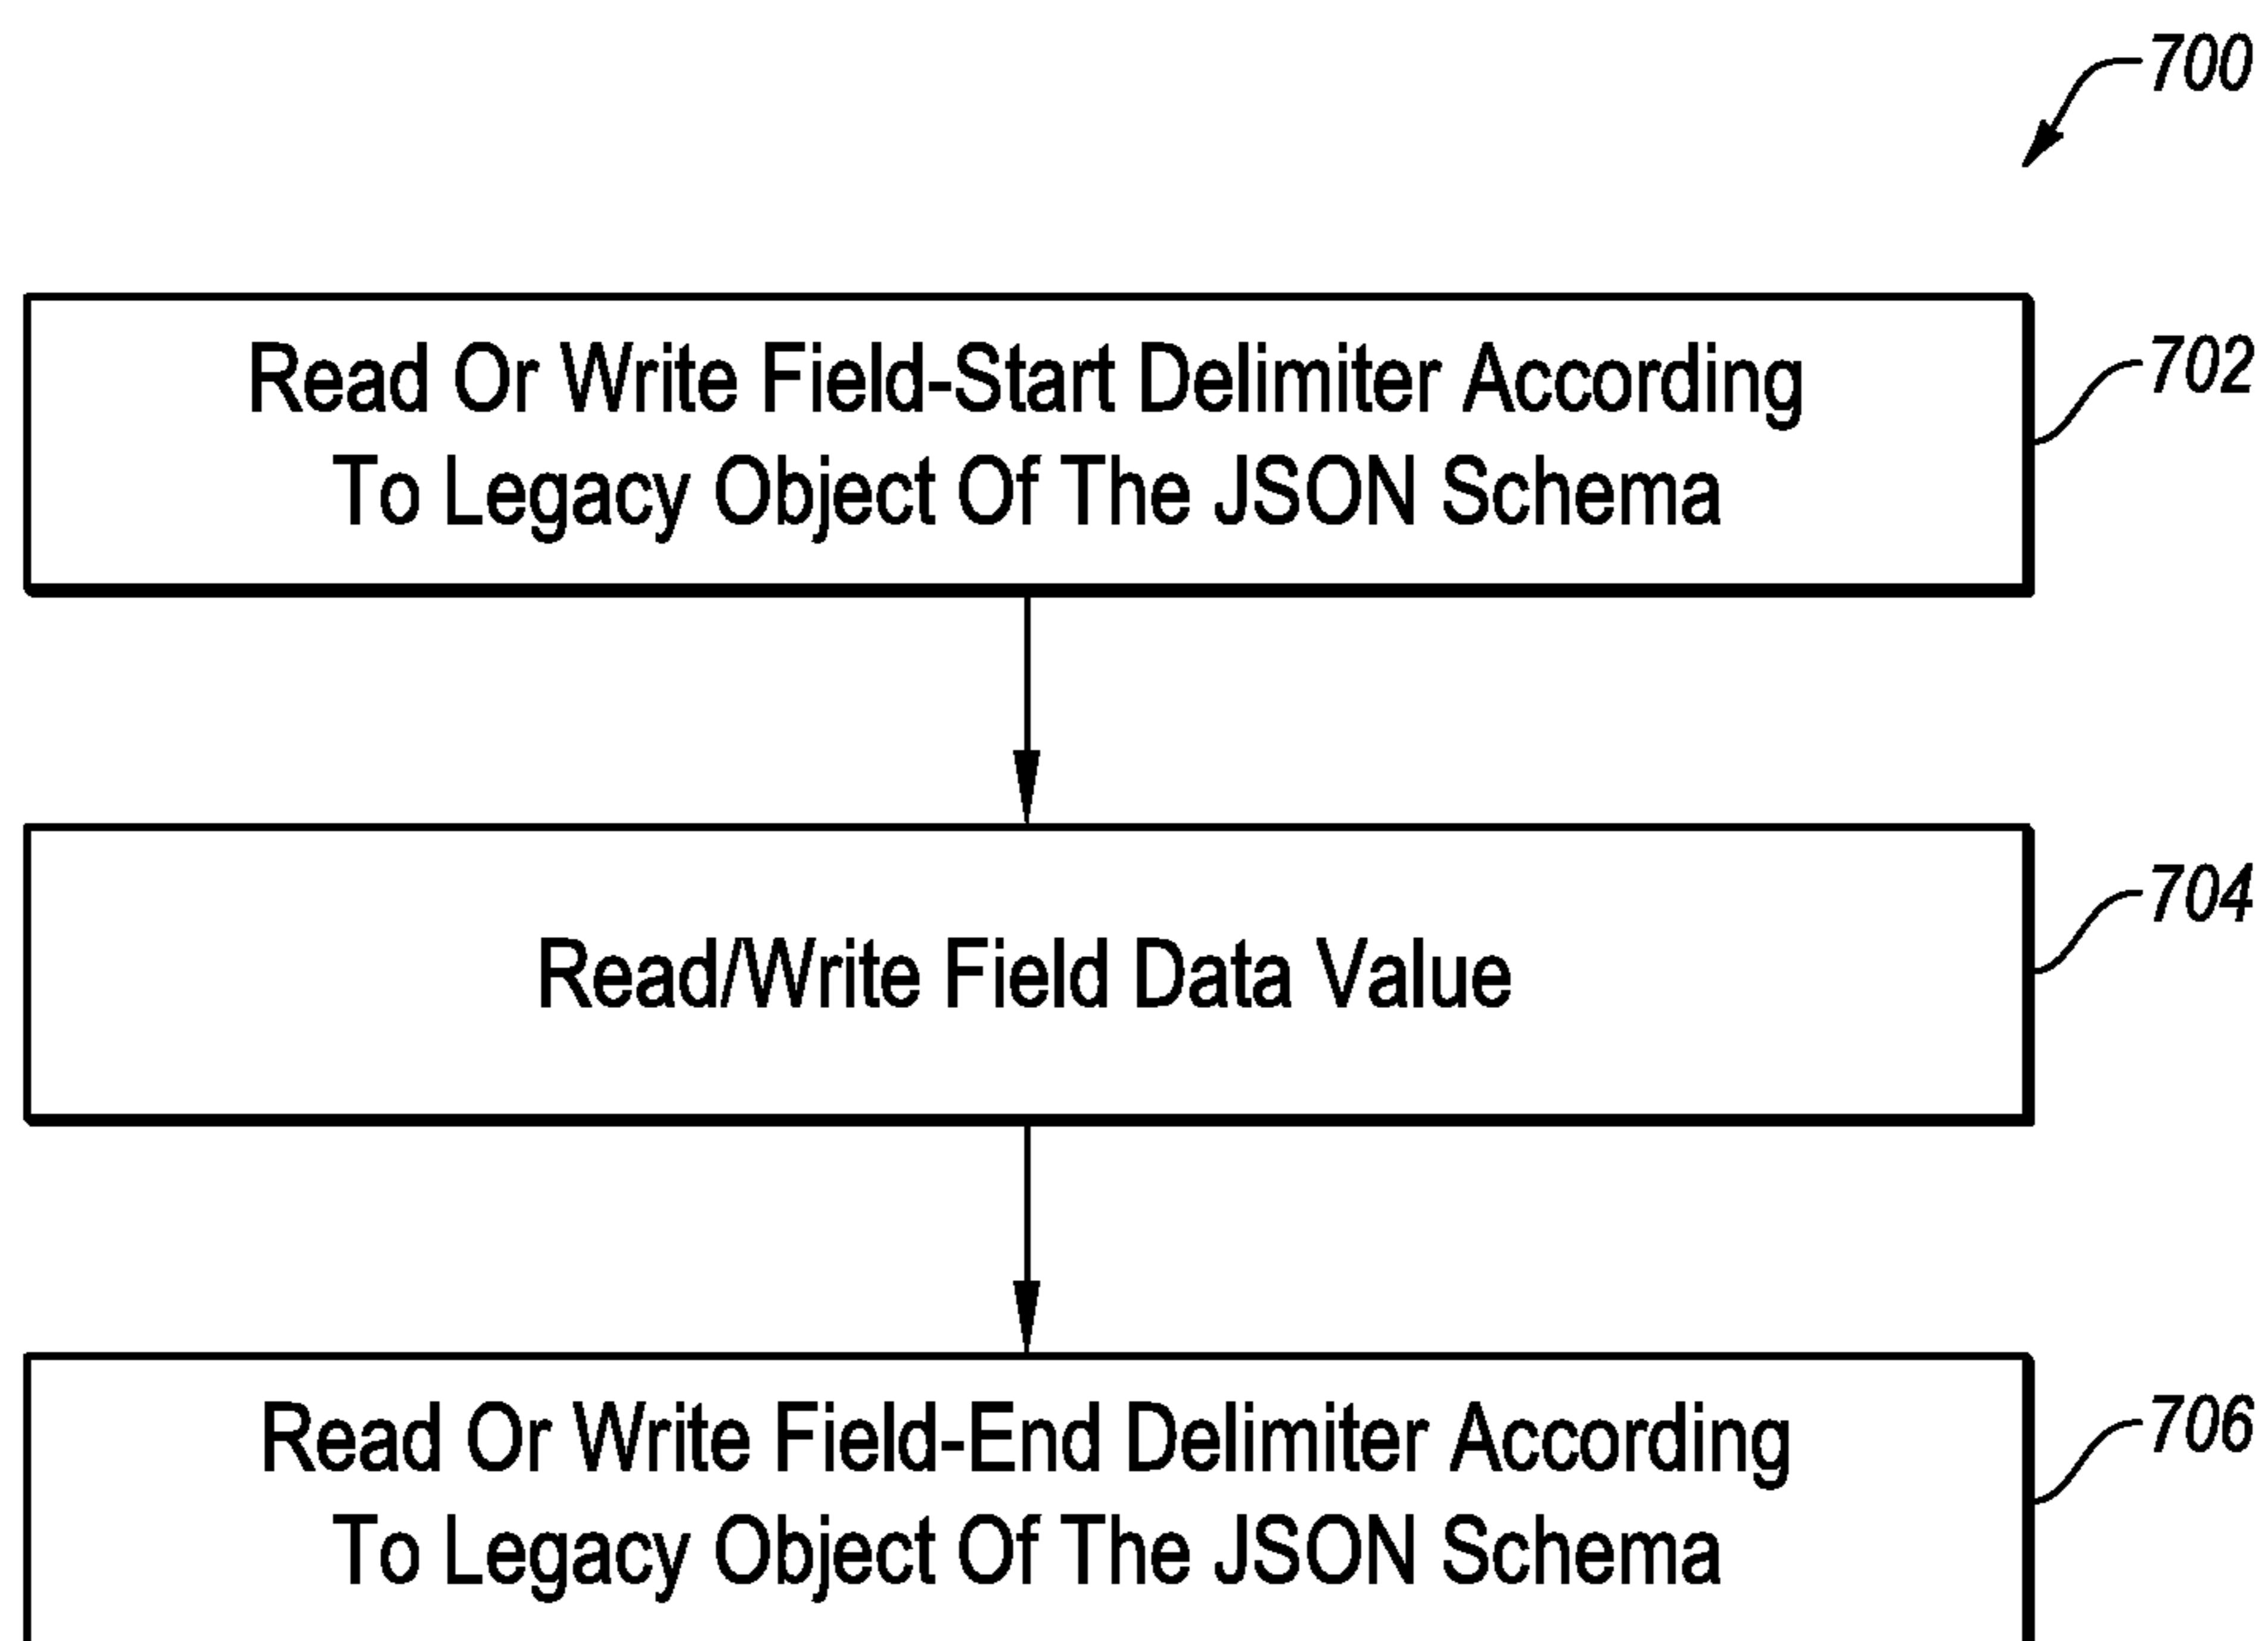 700
Read Or Write Field-Start Delimiter According
To Legacy Object Of The JSON Schema
702
Read/Write Field Data Value
704
Read Or Write Field-End Delimiter According
To Legacy Object Of The JSON Schema
706